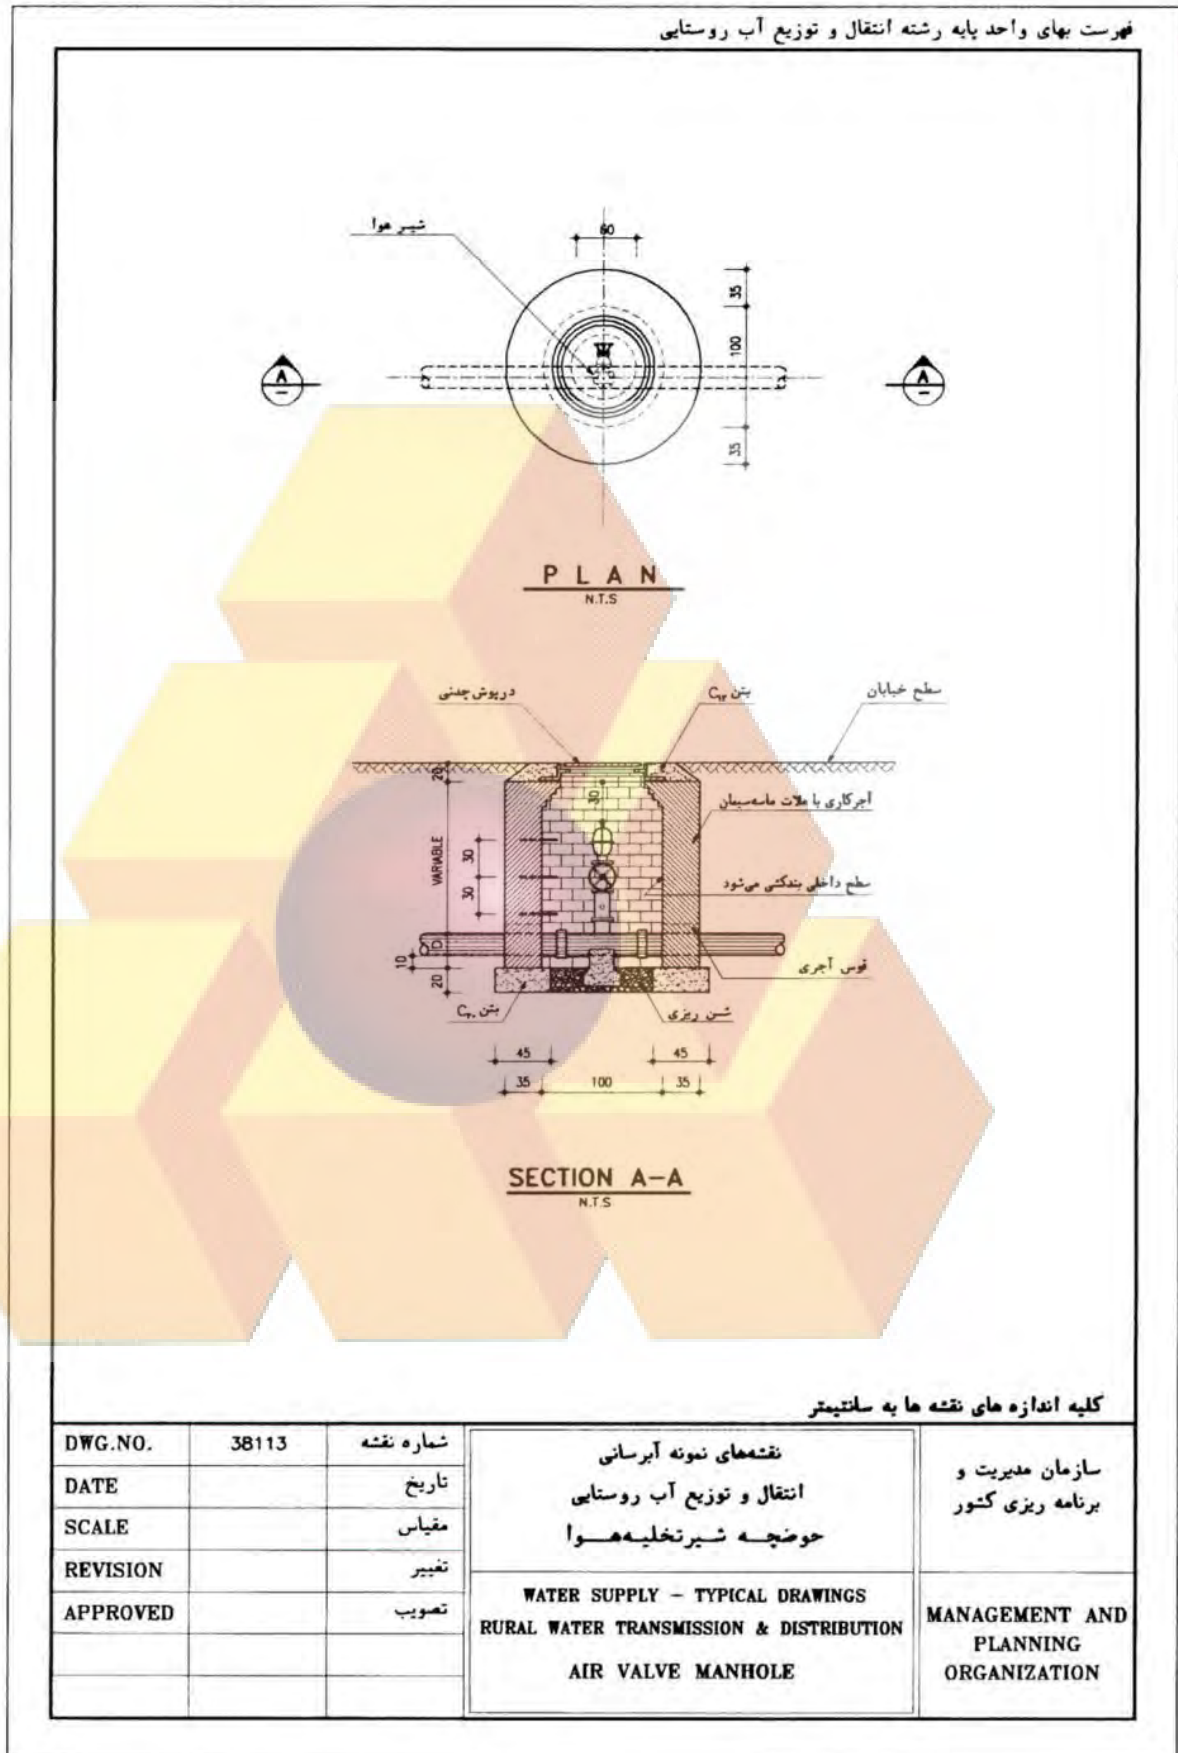 فهرست بهای واحد پایه رشته انتقال و توزیع آب روستایی
شیر هوا
60
35
100
35
A
A
PLAN
N.T.S
درپوش چدنی
بتن C۱۲
سطح خیابان
20
30
آجرکاری با ملات ماسه‌سیمان
VARIABLE
30
30
سطح داخلی بندکشی می‌شود
D
10
20
قوس آجری
بتن C۲۰
شن ریزی
45
45
35
100
35
SECTION A-A
N.T.S
کلیه اندازه های نقشه ها به سانتیمتر
DWG.NO. 38113 شماره نقشه
DATE تاریخ
SCALE مقیاس
REVISION تغییر
APPROVED تصویب
نقشه‌های نمونه آبرسانی
انتقال و توزیع آب روستایی
حوضچه شیرتخلیه‌هوا
WATER SUPPLY – TYPICAL DRAWINGS
RURAL WATER TRANSMISSION & DISTRIBUTION
AIR VALVE MANHOLE
سازمان مدیریت و
برنامه ریزی کشور
MANAGEMENT AND
PLANNING
ORGANIZATION